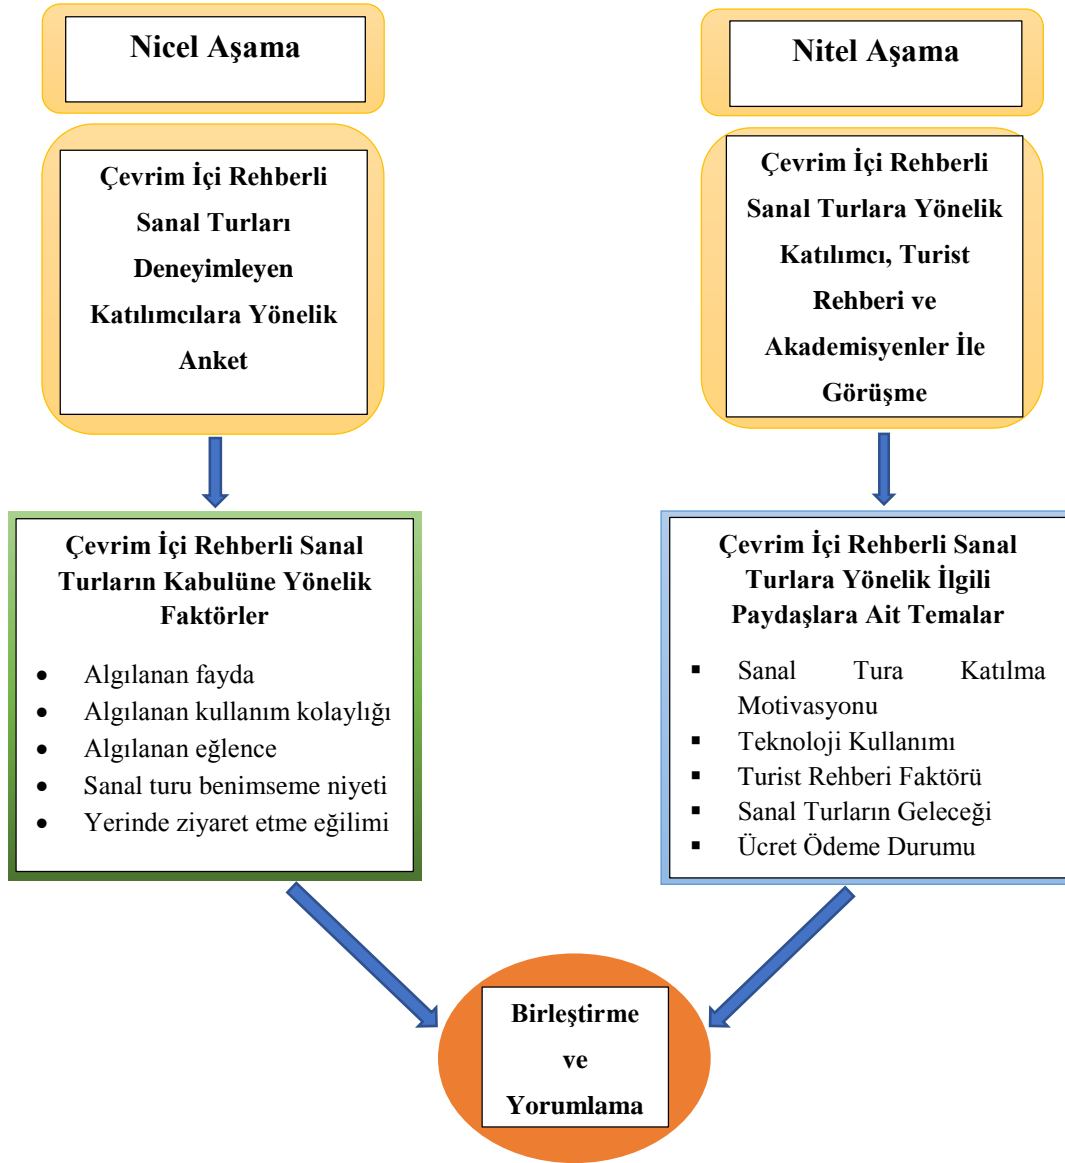 Nicel Aşama
Çevrim İçi Rehberli
Sanal Turları
Deneyimleyen
Katılımcılara Yönelik
Anket
Çevrim İçi Rehberli Sanal
Turların Kabulüne Yönelik
Faktörler
• Algılanan fayda
• Algılanan kullanım kolaylığı
• Algılanan eğlence
• Sanal turu benimseme niyeti
• Yerinde ziyaret etme eğilimi
Nitel Aşama
Çevrim İçi Rehberli
Sanal Turlara Yönelik
Katılımcı, Turist
Rehberi ve
Akademisyenler İle
Görüşme
Çevrim İçi Rehberli Sanal
Turlara Yönelik İlgili
Paydaşlara Ait Temalar
▪ Sanal Tura Katılma
Motivasyonu
▪ Teknoloji Kullanımı
▪ Turist Rehberi Faktörü
▪ Sanal Turların Geleceği
▪ Ücret Ödeme Durumu
Birleştirme
ve
Yorumlama